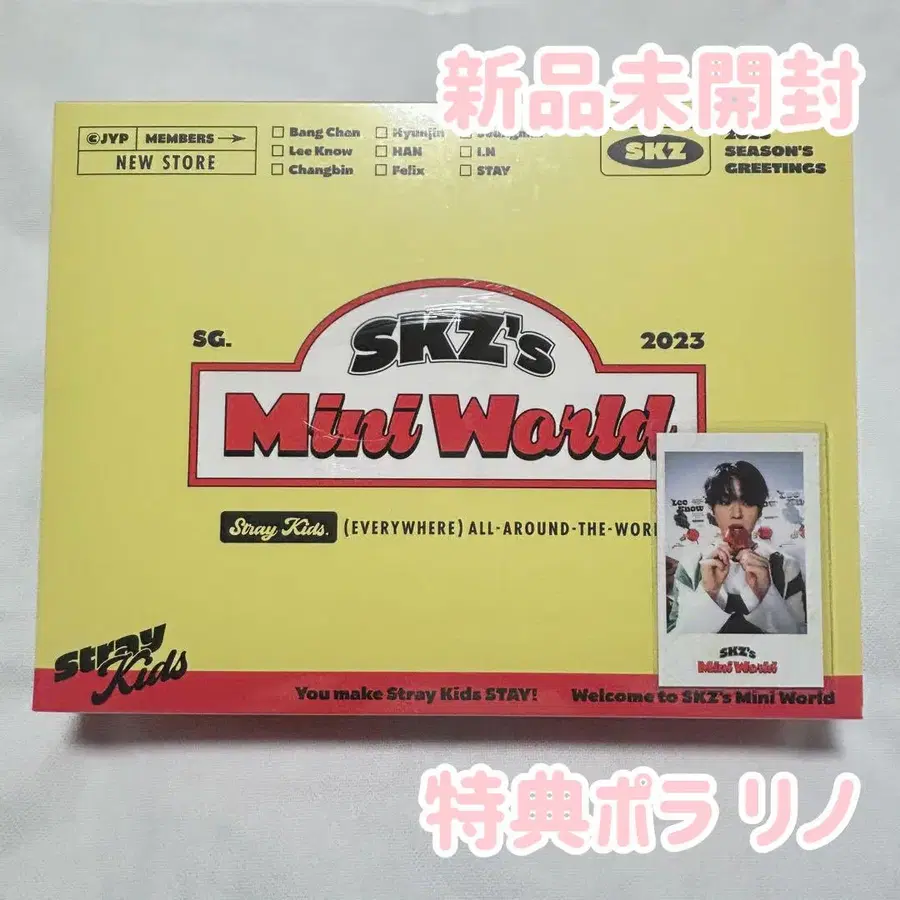 新品未開封
©JYP MEMBERS
NEW STORE
Bang Chan Hyunjin
Lee Know HAN I.N
Changbin Felix STAY
SKZ
SEASON'S
GREETINGS
SG.
SKZ's
2023
Mini World
Stray Kids. (EVERYWHERE) ALL-AROUND-THE-WORL
Lee
Know
SKZ's
Mini World
Stray
Kids
You make Stray Kids STAY! Welcome to SKZ's Mini World
特典ポラ リノ